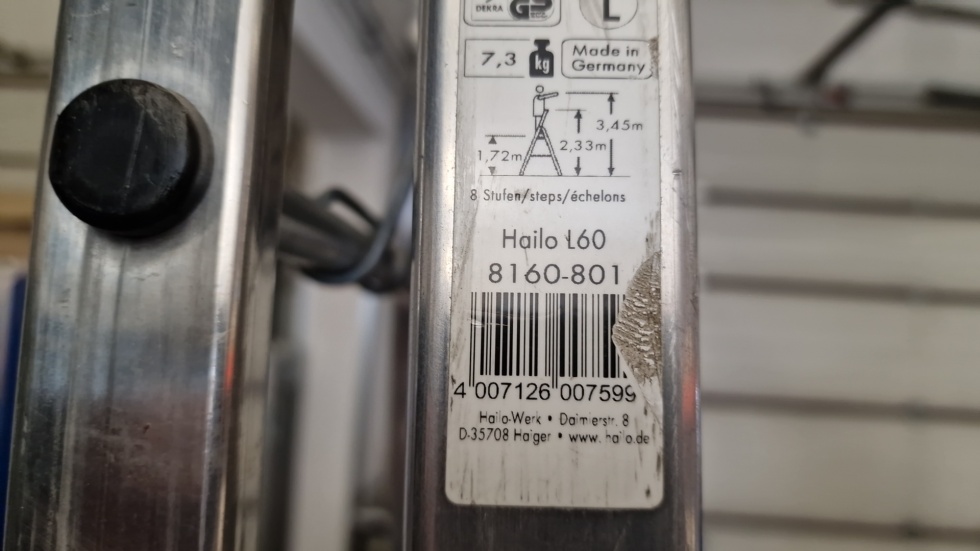 DEKRA
GS
L
7,3 kg
Made in
Germany
3,45m
2,33m
1,72m
8 Stufen/steps/échelons
Hailo L60
8160-801
4 007126 007599
Hailo-Werk • Daimlerstr. 8
D-35708 Haiger • www.hailo.de